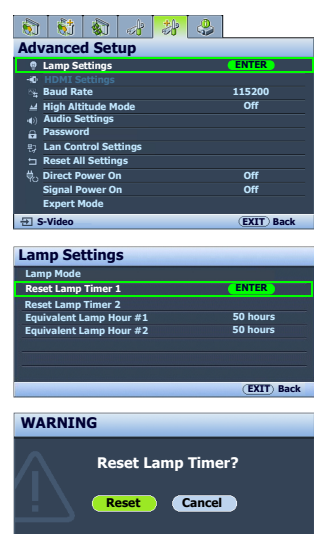 Advanced Setup
Lamp Settings ENTER
HDMI Settings
Baud Rate 115200
High Altitude Mode Off
Audio Settings
Password
Lan Control Settings
Reset All Settings
Direct Power On Off
Signal Power On Off
Expert Mode
S-Video EXIT Back
Lamp Settings
Lamp Mode
Reset Lamp Timer 1 ENTER
Reset Lamp Timer 2
Equivalent Lamp Hour #1 50 hours
Equivalent Lamp Hour #2 50 hours
EXIT Back
WARNING
Reset Lamp Timer?
Reset Cancel